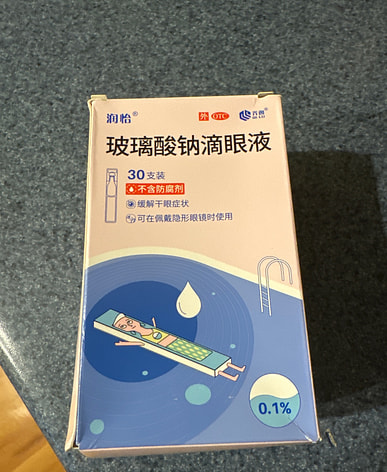 润怡®
外 OTC
玻璃酸钠滴眼液
30支装
不含防腐剂
缓解干眼症状
可在佩戴隐形眼镜时使用
0.1%